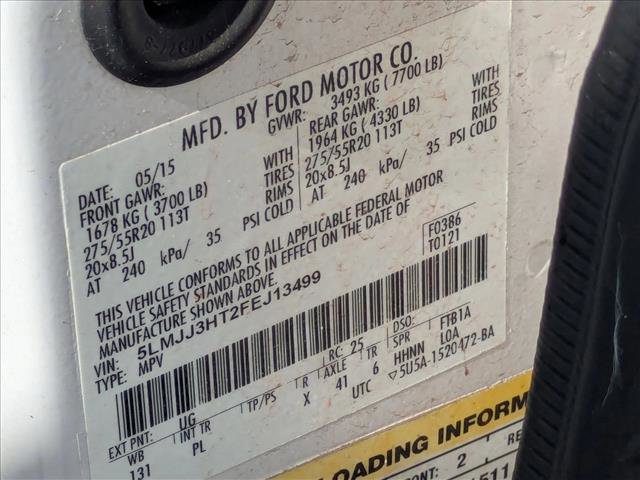 MFD. BY FORD MOTOR CO.
DATE: 05/15
GVWR: 3493 KG ( 7700 LB)
FRONT GAWR: WITH
1678 KG ( 3700 LB) TIRES
275/55R20 113T RIMS
20x8.5J
AT 240 kPa/ 35 PSI COLD
REAR GAWR: WITH
1964 KG ( 4330 LB) TIRES
275/55R20 113T RIMS
20x8.5J
AT 240 kPa/ 35 PSI COLD
THIS VEHICLE CONFORMS TO ALL APPLICABLE FEDERAL MOTOR
VEHICLE SAFETY STANDARDS IN EFFECT ON THE DATE OF
MANUFACTURE SHOWN ABOVE.
F0386
T0121
VIN: 5LMJJ3HT2FEJ13499
TYPE: MPV
EXT PNT: UG RC: 25 DSO:
WB INT TR TP/PS R AXLE TR SPR FTB1A
131 PL X 41 6 HHNN LOA
UTC 5U5A-1520472-BA
LOADING INFORM
CONT: 2
511